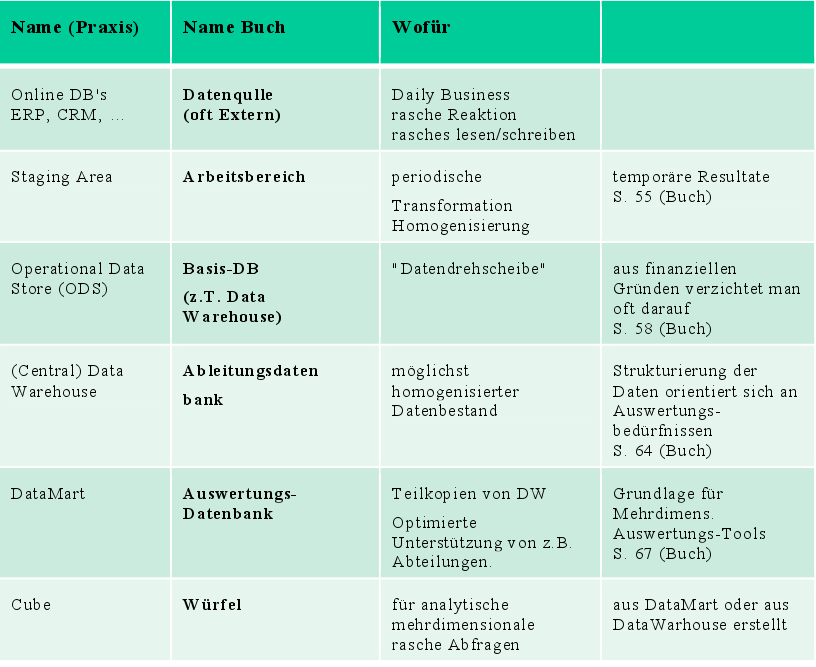 Name (Praxis)
Name Buch
Wofür
Online DB's
ERP, CRM, ...
Datenqulle
(oft Extern)
Daily Business
rasche Reaktion
rasches lesen/schreiben
Staging Area
Arbeitsbereich
periodische
Transformation
Homogenisierung
temporäre Resultate
S. 55 (Buch)
Operational Data
Store (ODS)
Basis-DB
(z.T. Data
Warehouse)
"Datendrehscheibe"
aus finanziellen
Gründen verzichtet man
oft darauf
S. 58 (Buch)
(Central) Data
Warehouse
Ableitungsdaten
bank
möglichst
homogenisierter
Datenbestand
Strukturierung der
Daten orientiert sich an
Auswertungs-
bedürfnissen
S. 64 (Buch)
DataMart
Auswertungs-
Datenbank
Teilkopien von DW
Optimierte
Unterstützung von z.B.
Abteilungen.
Grundlage für
Mehrdimens.
Auswertungs-Tools
S. 67 (Buch)
Cube
Würfel
für analytische
mehrdimensionale
rasche Abfragen
aus DataMart oder aus
DataWarhouse erstellt